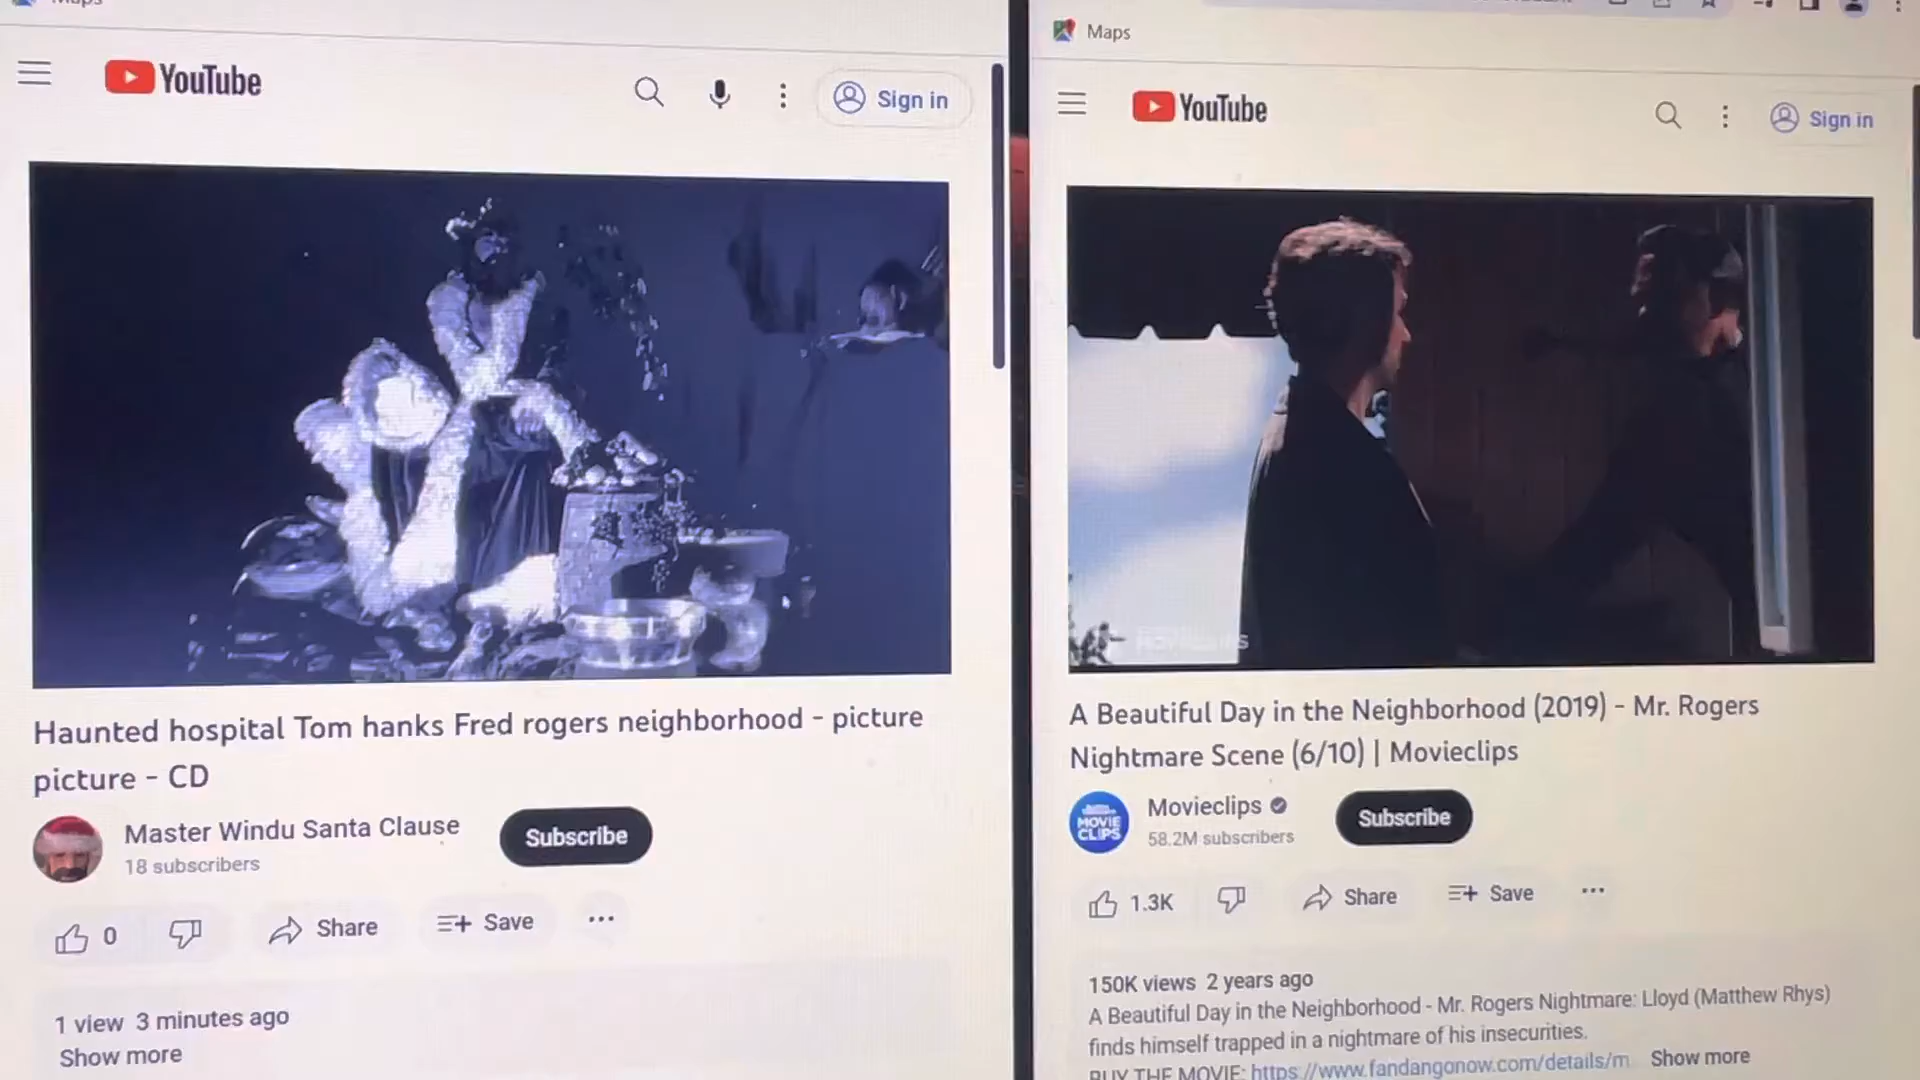 Maps
YouTube
Sign in
Haunted hospital Tom hanks Fred rogers neighborhood - picture
picture - CD
Master Windu Santa Clause
18 subscribers
Subscribe
0
Share
Save
1 view 3 minutes ago
Show more
Maps
YouTube
Sign in
MOVIECLIPS
A Beautiful Day in the Neighborhood (2019) - Mr. Rogers
Nightmare Scene (6/10) | Movieclips
MOVIE
CLIPS
Movieclips
58.2M subscribers
Subscribe
1.3K
Share
Save
150K views 2 years ago
A Beautiful Day in the Neighborhood - Mr. Rogers Nightmare: Lloyd (Matthew Rhys)
finds himself trapped in a nightmare of his insecurities.
BUY THE MOVIE: https://www.fandangonow.com/details/m Show more